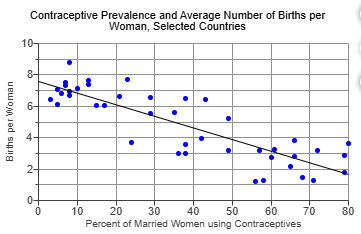 Contraceptive Prevalence and Average Number of Births per
Woman, Selected Countries
10
8
6
4
2
0
Births per Woman
0 10 20 30 40 50 60 70 80
Percent of Married Women using Contraceptives